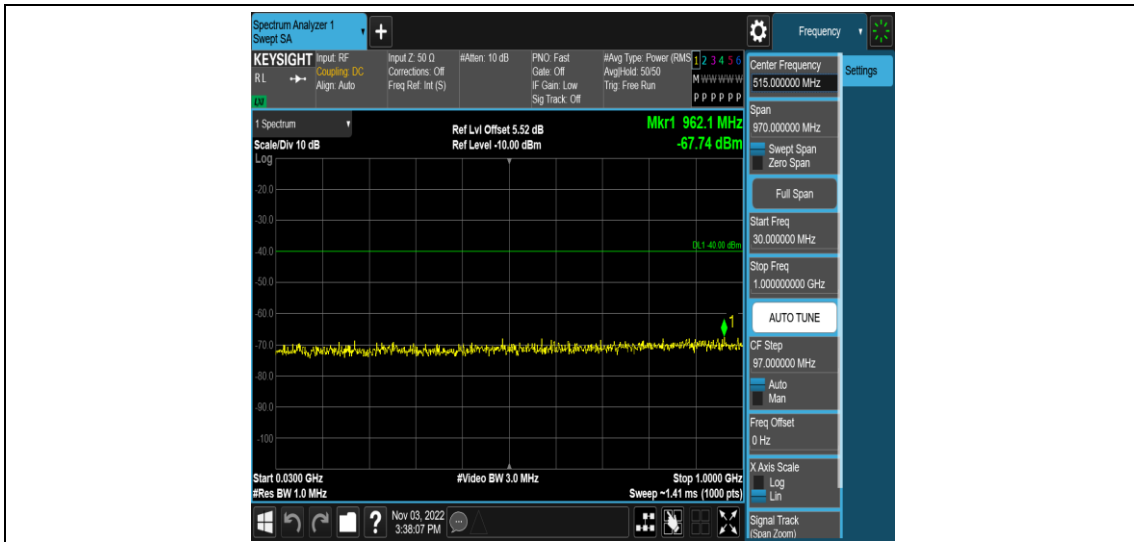 Spectrum Analyzer 1
Swept SA
+
Frequency
KEYSIGHT
RL
LXI
Input: RF
Coupling: DC
Align: Auto
Input Z: 50 Ω
Corrections: Off
Freq Ref: Int (S)
#Atten: 10 dB
PNO: Fast
Gate: Off
IF Gain: Low
Sig Track: Off
#Avg Type: Power (RMS
Avg|Hold: 50/50
Trig: Free Run
1 2 3 4 5 6
M W W W W W
P P P P P P
1 Spectrum
Scale/Div 10 dB
Log
Ref Lvl Offset 5.52 dB
Ref Level -10.00 dBm
Mkr1 962.1 MHz
-67.74 dBm
-20.0
-30.0
DL1 -40.00 dBm
-40.0
-50.0
-60.0
1
-70.0
-80.0
-90.0
-100
Start 0.0300 GHz
#Res BW 1.0 MHz
#Video BW 3.0 MHz
Stop 1.0000 GHz
Sweep ~1.41 ms (1000 pts)
Center Frequency
515.000000 MHz
Settings
Span
970.000000 MHz
Swept Span
Zero Span
Full Span
Start Freq
30.000000 MHz
Stop Freq
1.000000000 GHz
AUTO TUNE
CF Step
97.000000 MHz
Auto
Man
Freq Offset
0 Hz
X Axis Scale
Log
Lin
Signal Track
(Span Zoom)
?
Nov 03, 2022
3:38:07 PM